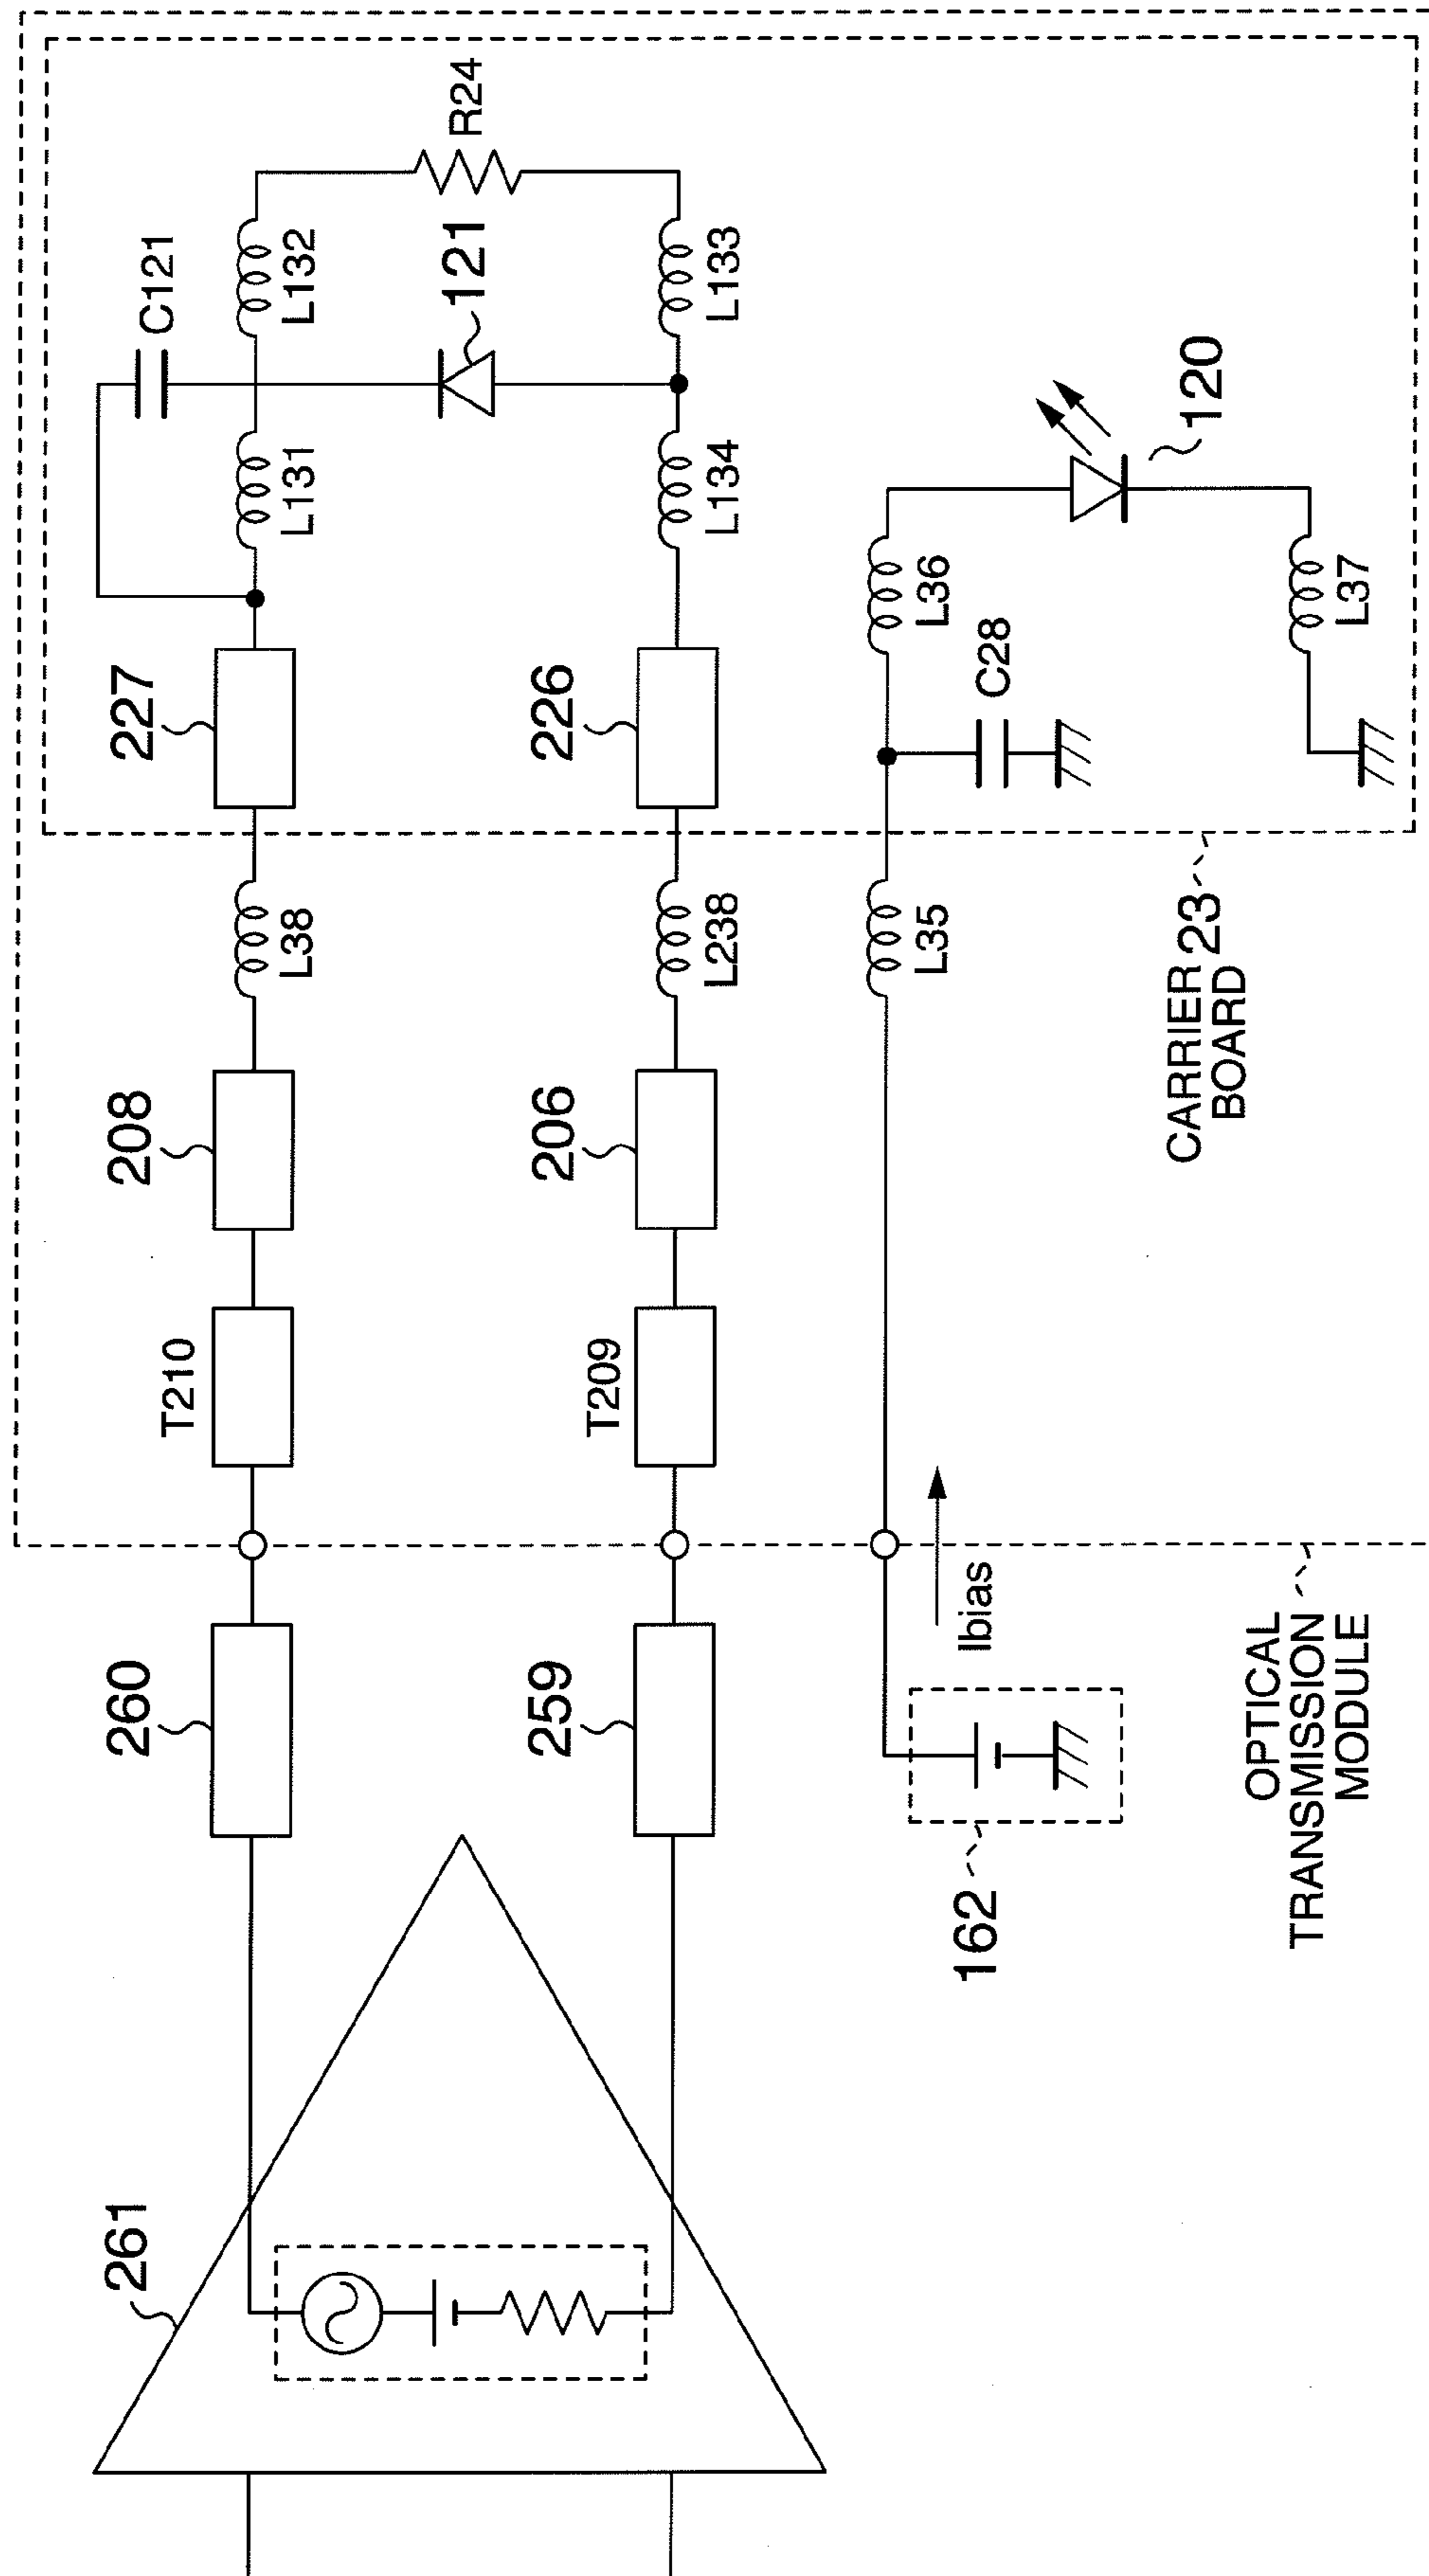 261
260
T210
208
227
C121
L38
L131
L132
121
R24
259
T209
206
226
L238
L134
L133
162
Ibias
L35
C28
L36
120
CARRIER 23
BOARD
L37
OPTICAL
TRANSMISSION
MODULE